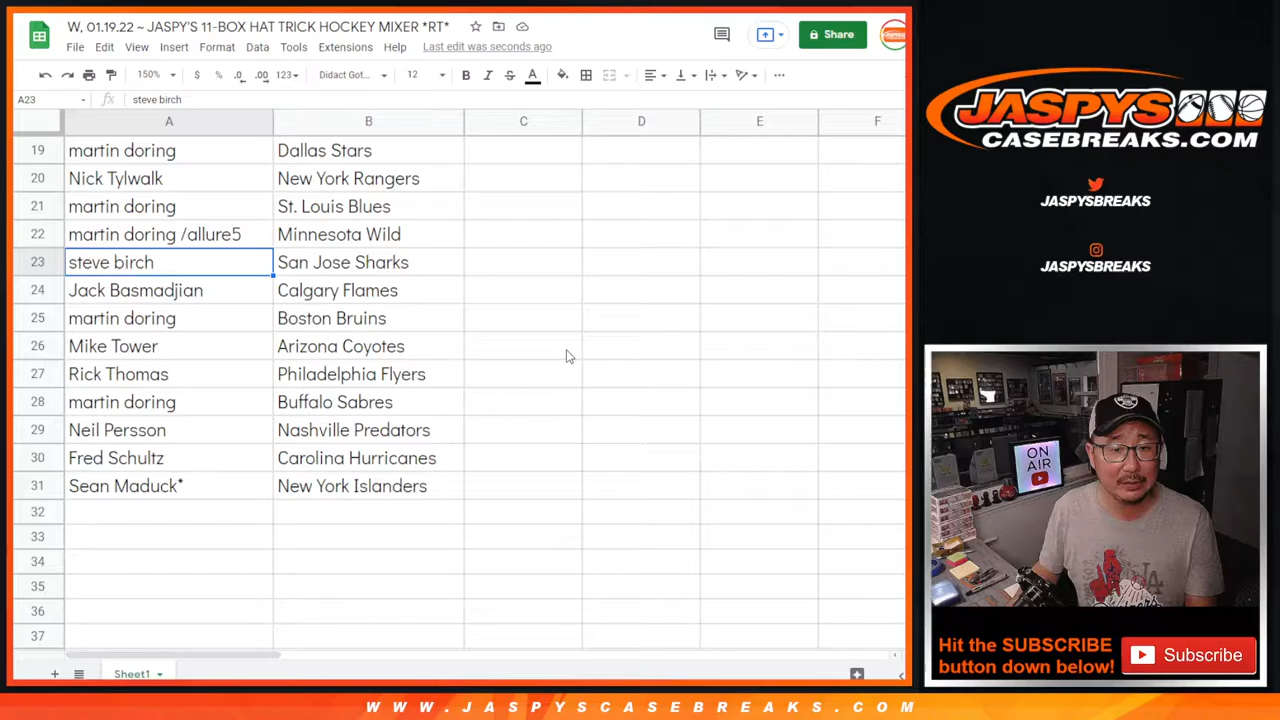 W, 01.19.22 ~ JASPY'S 11-BOX HAT TRICK HOCKEY MIXER *RT*
File Edit View Insert Format Data Tools Extensions Help Last edit was seconds ago
Share
150% $ % .0 .00 123 Didact Got... 12 B I S A
A23 fx steve birch
A B C D E F
19 martin doring Dallas Stars
20 Nick Tylwalk New York Rangers
21 martin doring St. Louis Blues
22 martin doring /allure5 Minnesota Wild
23 steve birch San Jose Sharks
24 Jack Basmadjian Calgary Flames
25 martin doring Boston Bruins
26 Mike Tower Arizona Coyotes
27 Rick Thomas Philadelphia Flyers
28 martin doring Buffalo Sabres
29 Neil Persson Nashville Predators
30 Fred Schultz Carolina Hurricanes
31 Sean Maduck* New York Islanders
32
33
34
35
36
37
Sheet1
JASPYS
CASEBREAKS.COM
JASPYSBREAKS
JASPYSBREAKS
ON
AIR
Hit the SUBSCRIBE
button down below!
Subscribe
WWW.JASPYSCASEBREAKS.COM